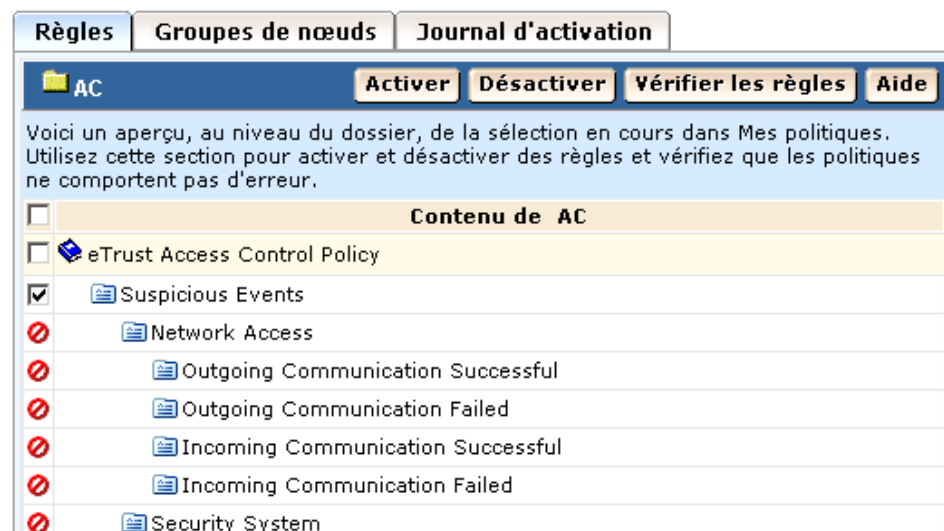 Règles Groupes de nœuds Journal d'activation
AC Activer Désactiver Vérifier les règles Aide
Voici un aperçu, au niveau du dossier, de la sélection en cours dans Mes politiques.
Utilisez cette section pour activer et désactiver des règles et vérifiez que les politiques
ne comportent pas d'erreur.
Contenu de AC
eTrust Access Control Policy
Suspicious Events
Network Access
Outgoing Communication Successful
Outgoing Communication Failed
Incoming Communication Successful
Incoming Communication Failed
Security System